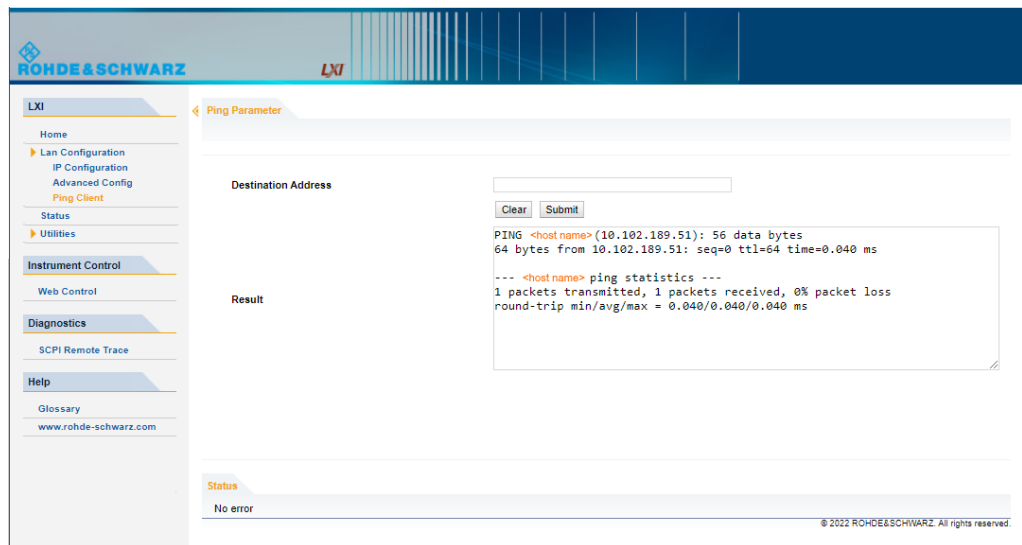 ROHDE&SCHWARZ
LXI
LXI
Home
Lan Configuration
IP Configuration
Advanced Config
Ping Client
Status
Utilities
Instrument Control
Web Control
Diagnostics
SCPI Remote Trace
Help
Glossary
www.rohde-schwarz.com
Ping Parameter
Destination Address
Clear Submit
Result
PING <host name> (10.102.189.51): 56 data bytes
64 bytes from 10.102.189.51: seq=0 ttl=64 time=0.040 ms
--- <host name> ping statistics ---
1 packets transmitted, 1 packets received, 0% packet loss
round-trip min/avg/max = 0.040/0.040/0.040 ms
Status
No error
© 2022 ROHDE&SCHWARZ. All rights reserved.